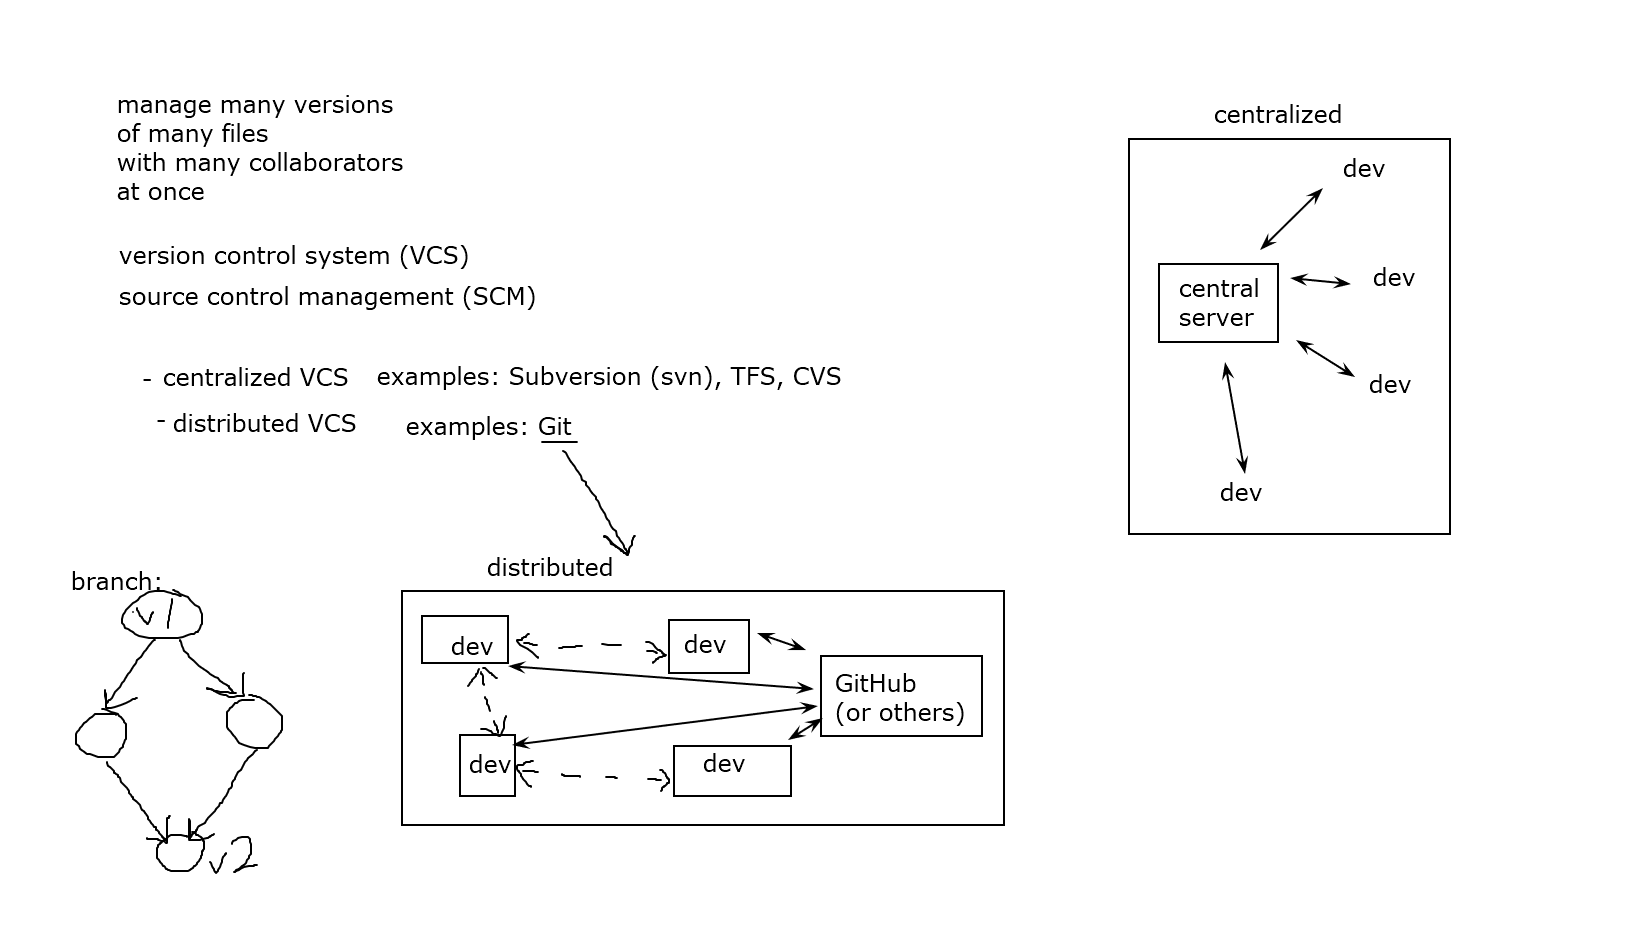 manage many versions
of many files
with many collaborators
at once
version control system (VCS)
source control management (SCM)
- centralized VCS examples: Subversion (svn), TFS, CVS
- distributed VCS examples: Git
centralized
dev
dev
central
server
dev
dev
branch:
v1
v2
distributed
dev
dev
GitHub
(or others)
dev
dev